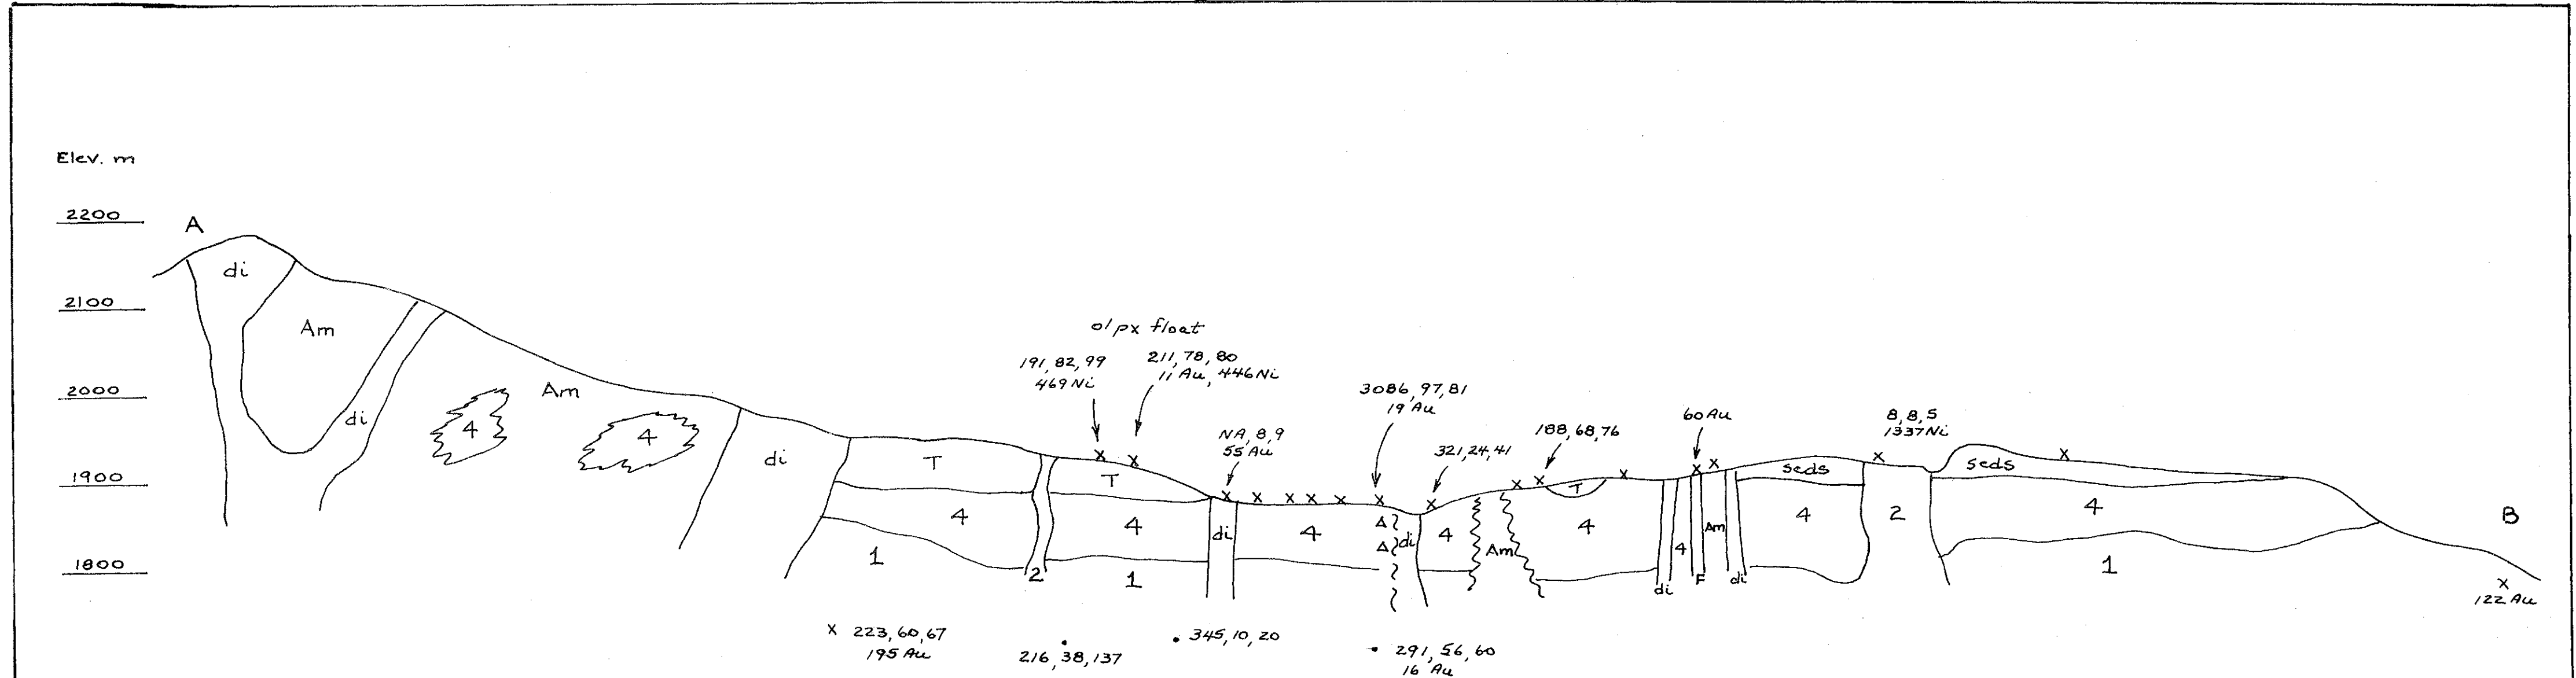 Elev. m
2200
2100
2000
1900
1800
A
di
Am
di
4
Am
4
di
T
4
1
2
ol px float
191, 82, 99
469 Ni
211, 78, 80
11 Au, 446 Ni
x
x
T
4
1
NA, 8, 9
55 Au
x
x
x
x
x
x
di
4
3086, 97, 81
19 Au
Δ
Δ
di
321, 24, 41
x
4
Am
x
x
188, 68, 76
T
4
x
di
4
60 Au
x
x
F
Am
di
seds
4
8, 8, 5
1337 Ni
x
2
seds
x
4
1
B
x
122 Au
x 223, 60, 67
195 Au
216, 38, 137
345, 10, 20
291, 56, 60
16 Au